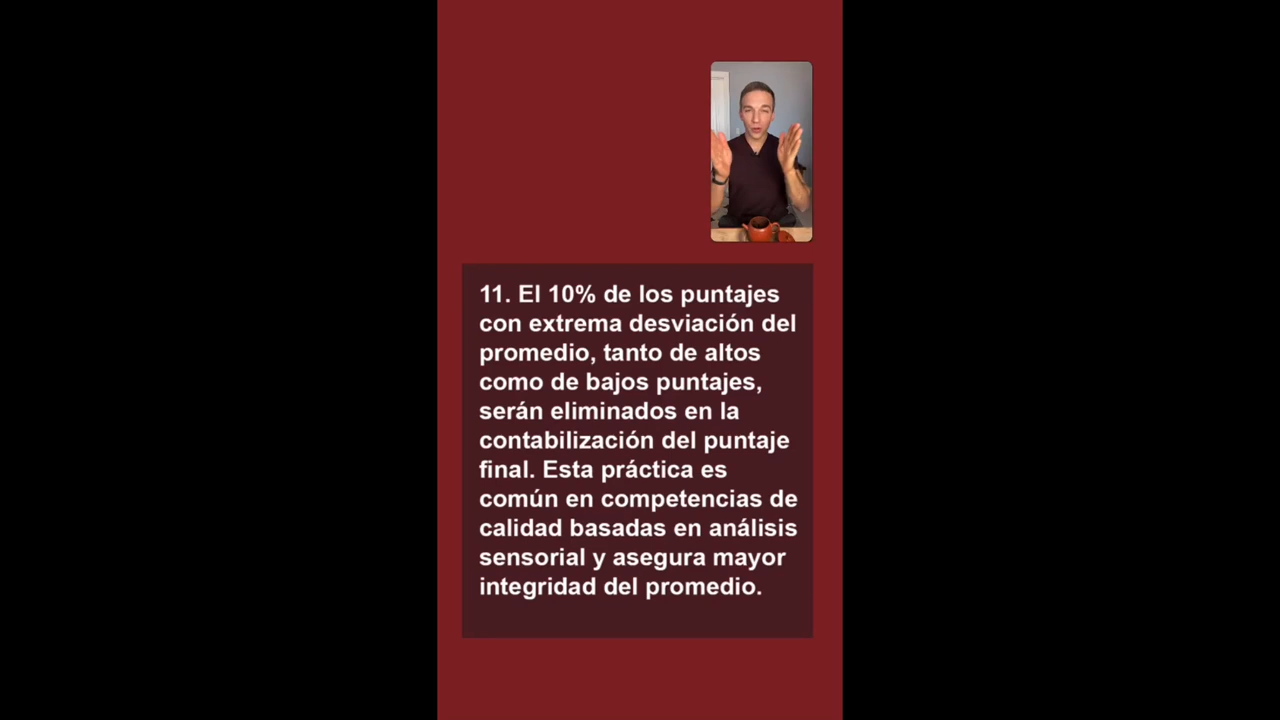 11. El 10% de los puntajes
con extrema desviación del
promedio, tanto de altos
como de bajos puntajes,
serán eliminados en la
contabilización del puntaje
final. Esta práctica es
común en competencias de
calidad basadas en análisis
sensorial y asegura mayor
integridad del promedio.